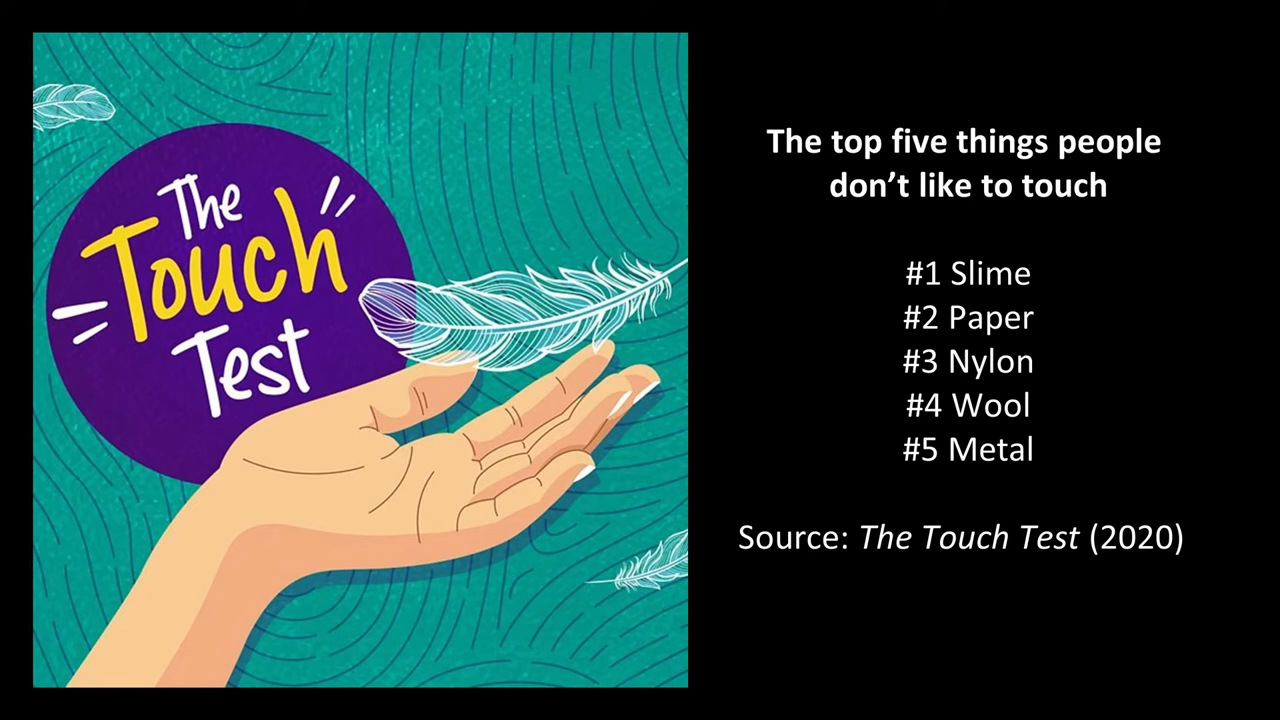 The
Touch
Test
The top five things people
don’t like to touch
#1 Slime
#2 Paper
#3 Nylon
#4 Wool
#5 Metal
Source: The Touch Test (2020)